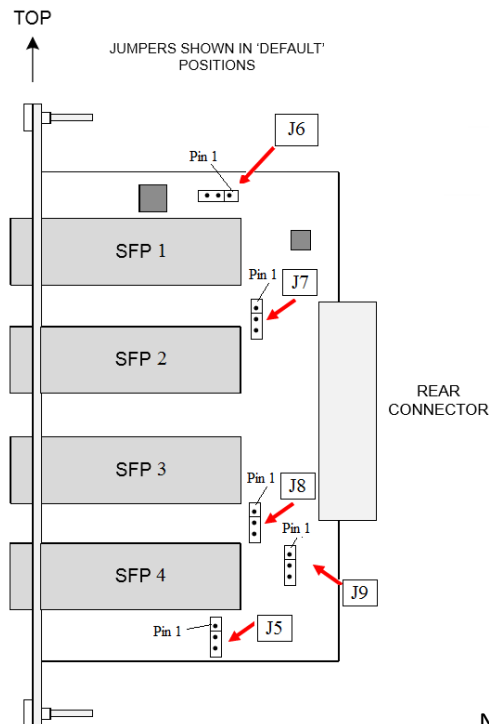 TOP
JUMPERS SHOWN IN 'DEFAULT'
POSITIONS
J6
Pin 1
SFP 1
Pin 1
J7
SFP 2
REAR
CONNECTOR
SFP 3
Pin 1
J8
Pin 1
SFP 4
J9
Pin 1
J5